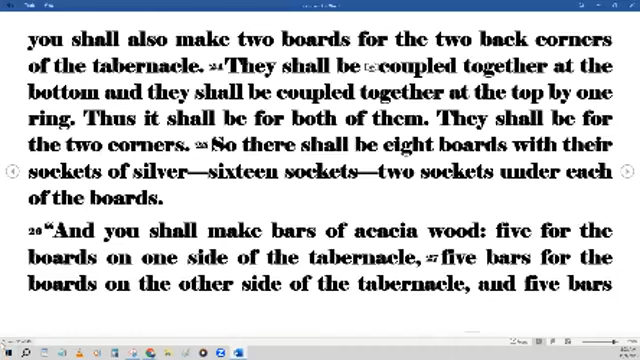 you shall also make two boards for the two back corners
of the tabernacle. 24 They shall be coupled together at the
bottom and they shall be coupled together at the top by one
ring. Thus it shall be for both of them. They shall be for
the two corners. 25 So there shall be eight boards with their
sockets of silver—sixteen sockets—two sockets under each
of the boards.
26 “And you shall make bars of acacia wood: five for the
boards on one side of the tabernacle, 27 five bars for the
boards on the other side of the tabernacle, and five bars